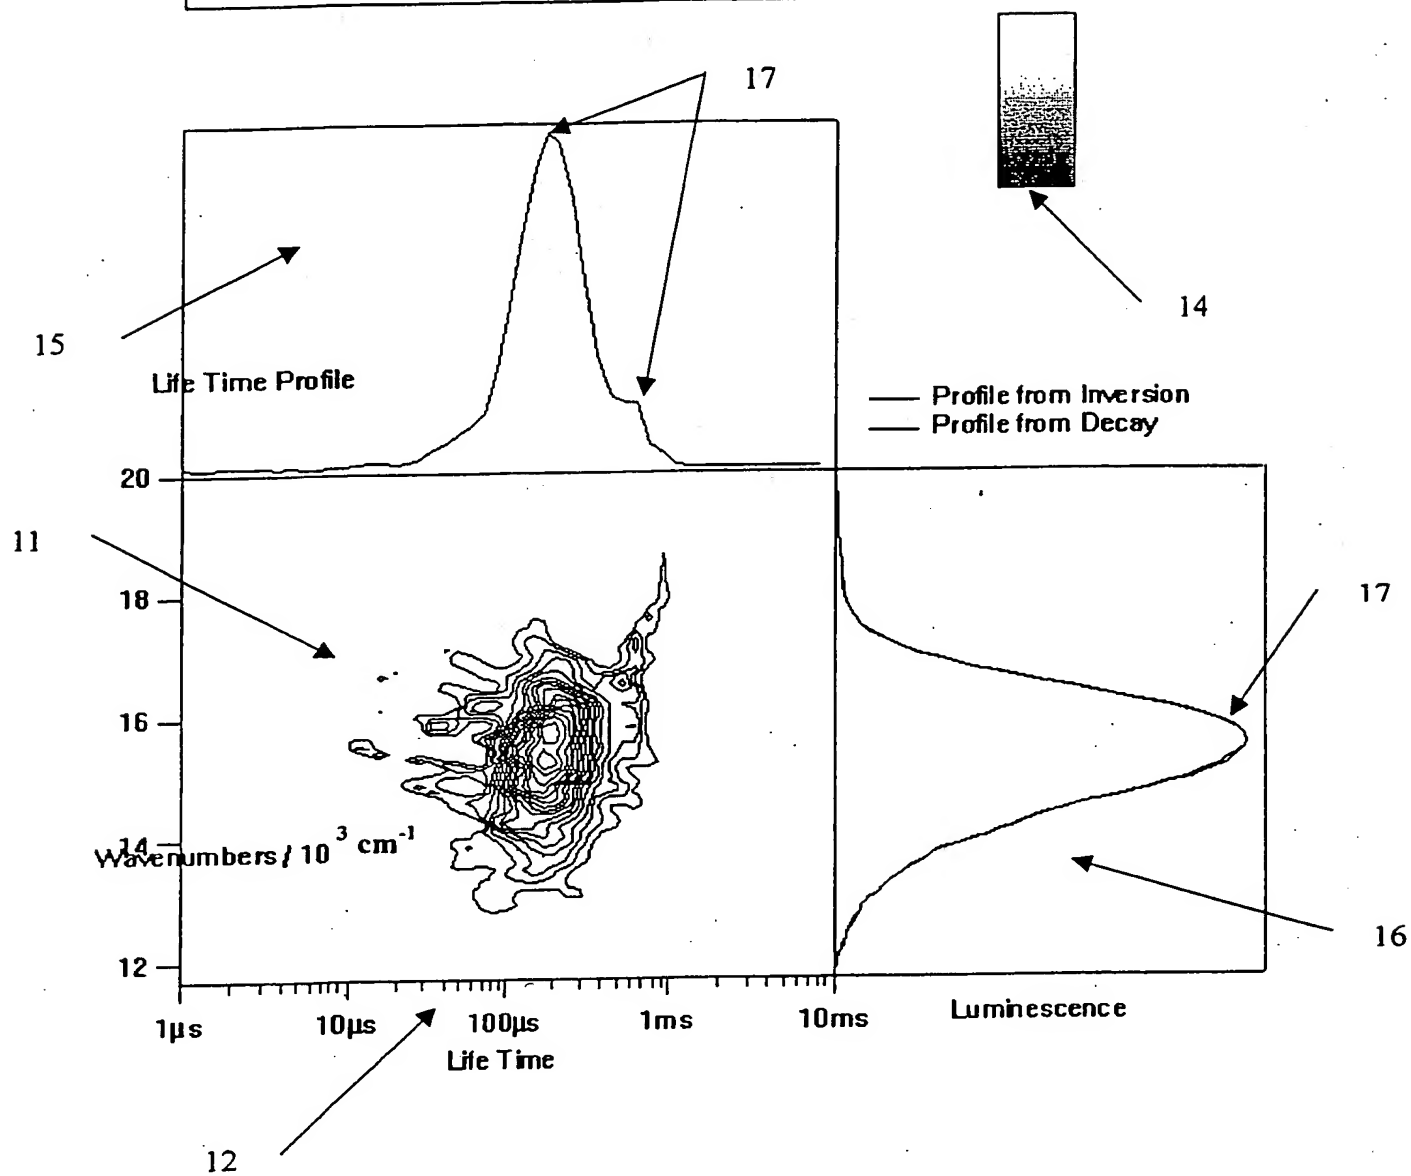 17
14
15
Life Time Profile
Profile from Inversion
Profile from Decay
20
11
18
17
16
14
Wavenumbers / 10 3 cm-1
16
12
1µs
10µs
100µs
1ms
10ms
Luminescence
Life Time
12